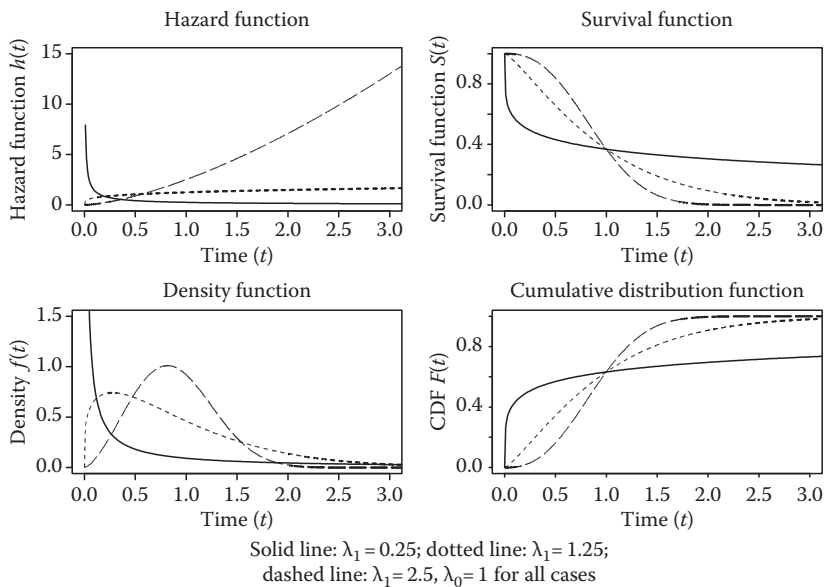 Hazard function
Hazard function h(t)
15
10
5
0
0.0 0.5 1.0 1.5 2.0 2.5 3.0
Time (t)
Survival function
Survival function S(t)
0.8
0.4
0.0
0.0 0.5 1.0 1.5 2.0 2.5 3.0
Time (t)
Density function
Density f(t)
1.5
1.0
0.5
0.0
0.0 0.5 1.0 1.5 2.0 2.5 3.0
Time (t)
Cumulative distribution function
CDF F(t)
0.8
0.4
0.0
0.0 0.5 1.0 1.5 2.0 2.5 3.0
Time (t)
Solid line: λ₁ = 0.25; dotted line: λ₁ = 1.25;
dashed line: λ₁ = 2.5, λ₀ = 1 for all cases